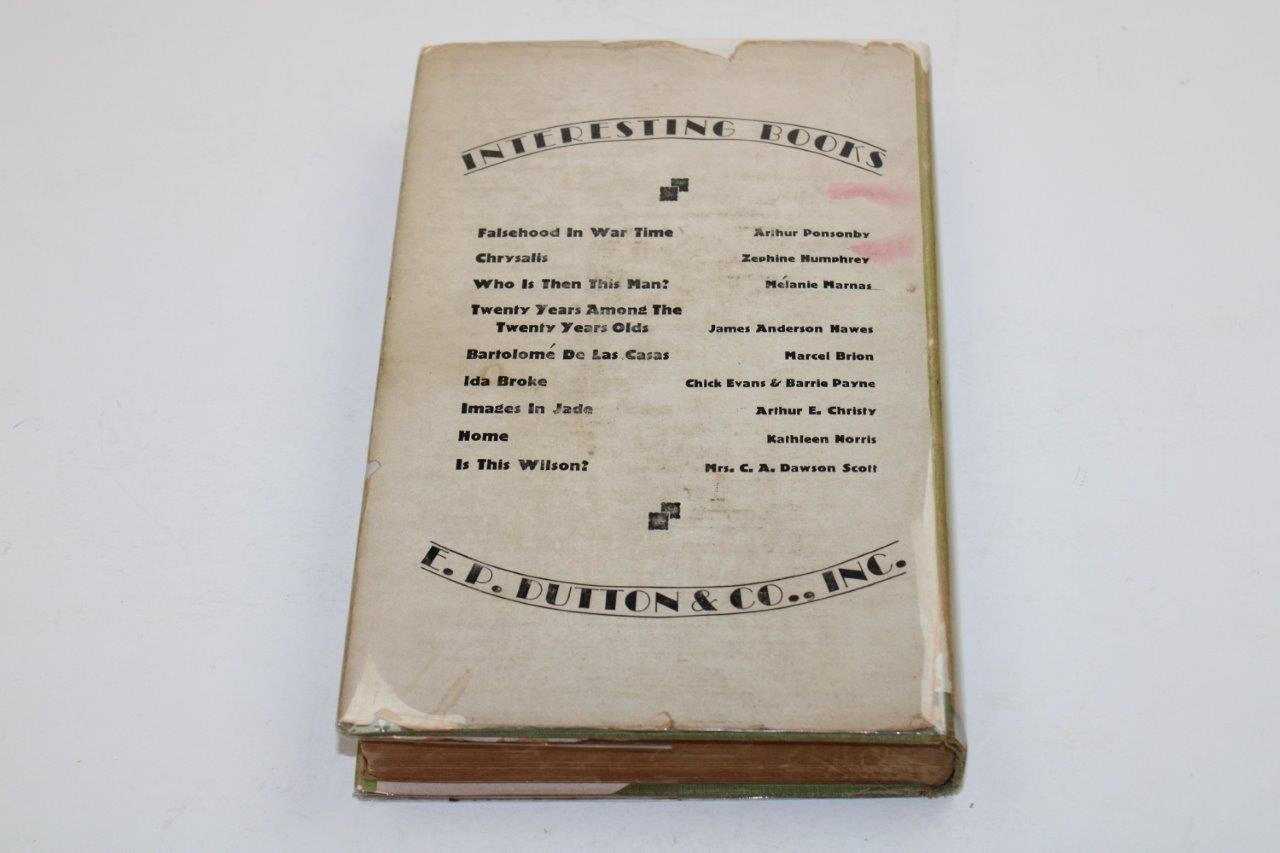 INTERESTING BOOKS
Falsehood In War Time Arthur Ponsonby
Chrysalis Zephine Humphrey
Who Is Then This Man? Mélanie Marnas
Twenty Years Among The
Twenty Years Olds James Anderson Hawes
Bartolomé De Las Casas Marcel Brion
Ida Broke Chick Evans & Barrie Payne
Images In Jade Arthur E. Christy
Home Kathleen Norris
Is This Wilson? Mrs. C. A. Dawson Scott
E. P. DUTTON & CO., INC.